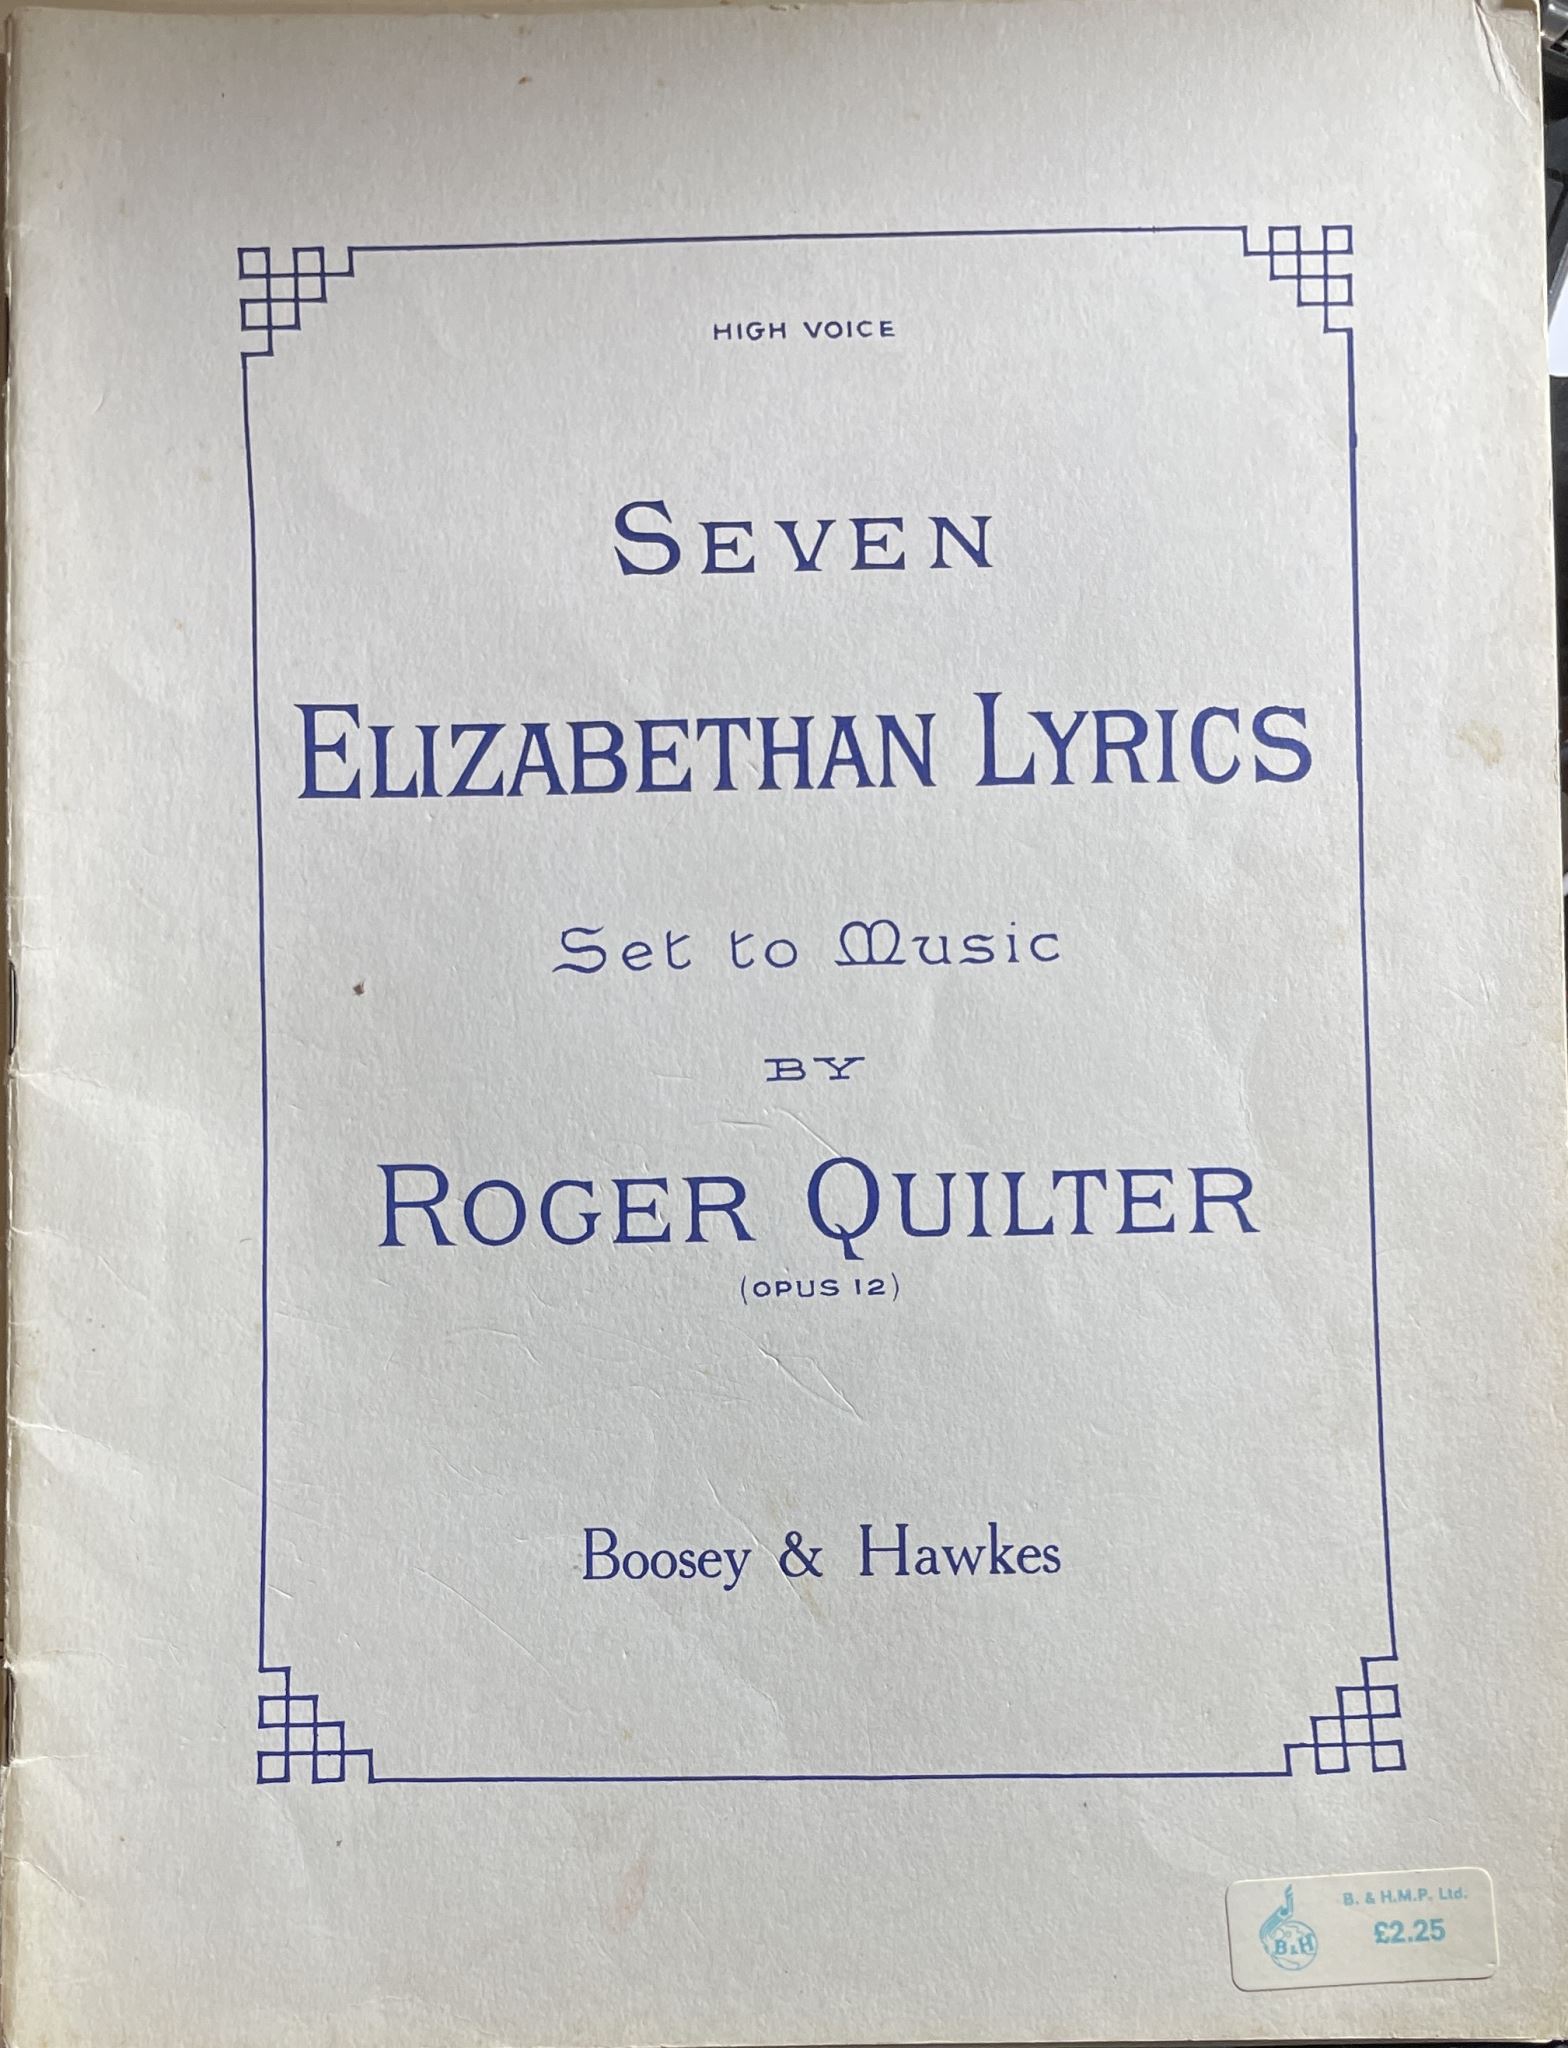 HIGH VOICE
SEVEN
ELIZABETHAN LYRICS
Set to Music
BY
ROGER QUILTER
(OPUS 12)
Boosey & Hawkes
B. & H.M.P. Ltd.
£2.25
B&H